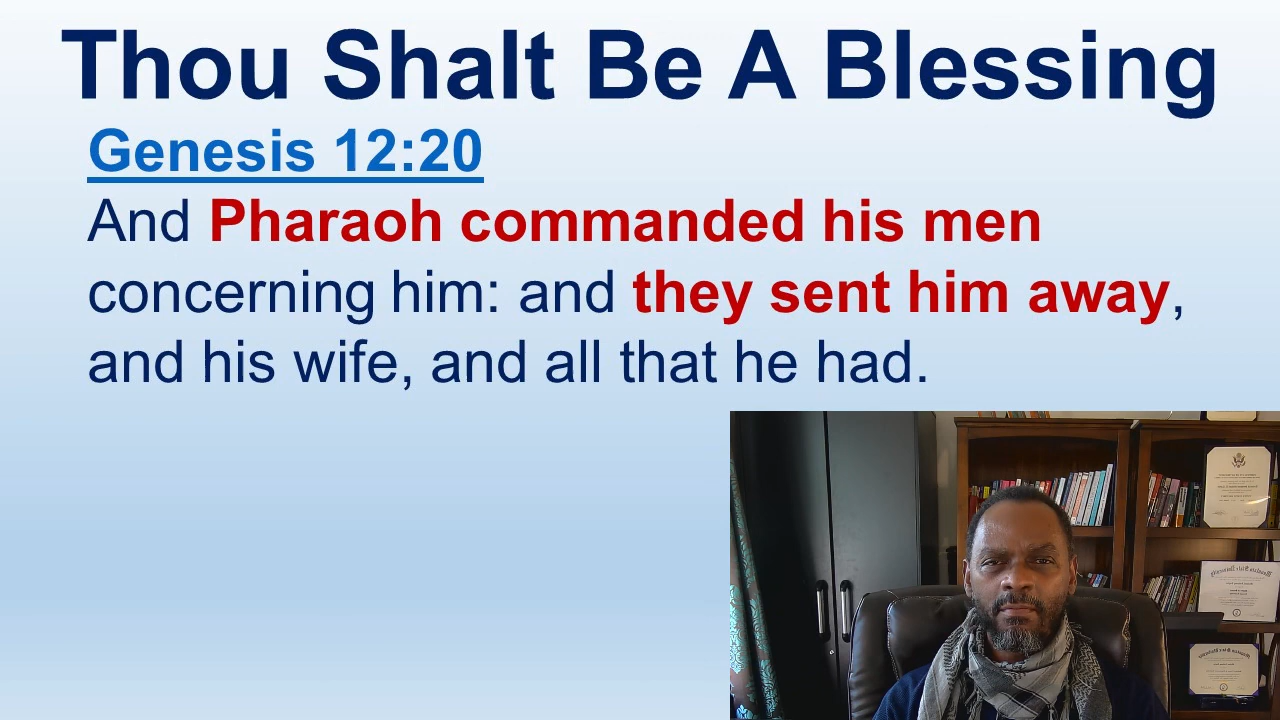 Thou Shalt Be A Blessing
Genesis 12:20
And Pharaoh commanded his men
concerning him: and they sent him away,
and his wife, and all that he had.